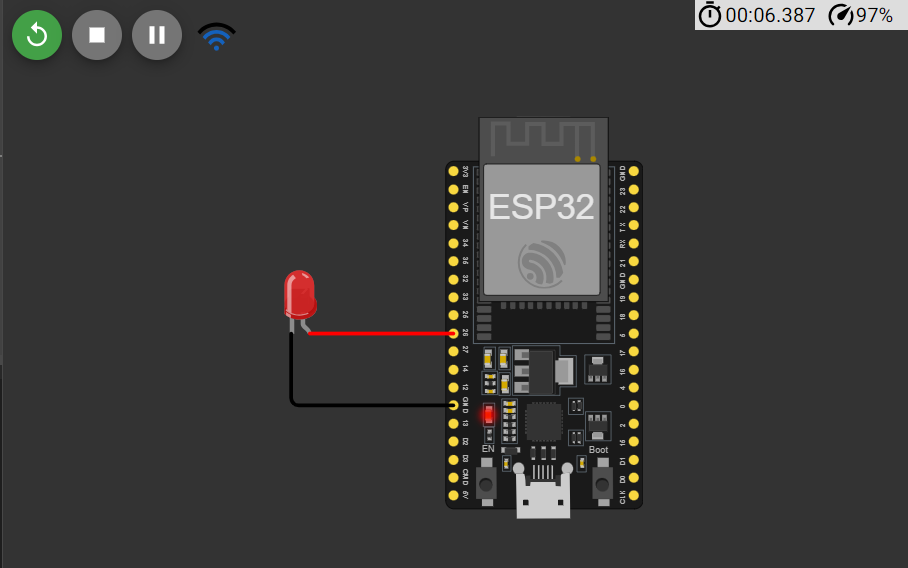 00:06.387 97%
ESP32
3V3
EN
VP
VN
34
35
32
33
25
26
27
14
12
GND
13
D2
D3
CMD
5V
GND
23
22
TX
RX
21
GND
19
18
5
17
16
4
0
2
15
D1
D0
CLK
EN
Boot